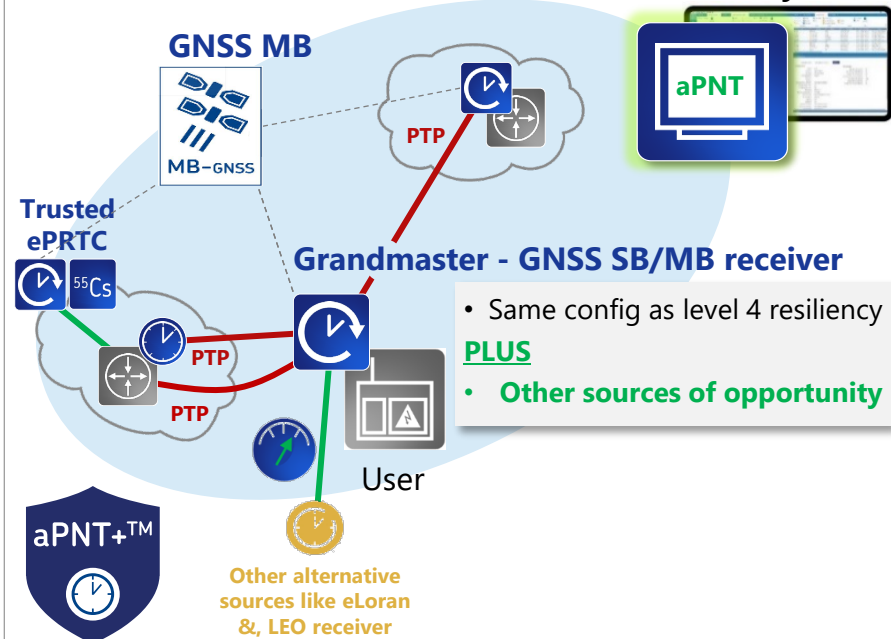 GNSS MB
aPNT
MB-GNSS
PTP
Trusted
ePRTC
55Cs
Grandmaster - GNSS SB/MB receiver
• Same config as level 4 resiliency
PLUS
• Other sources of opportunity
PTP
PTP
User
aPNT+™
Other alternative
sources like eLoran
&, LEO receiver